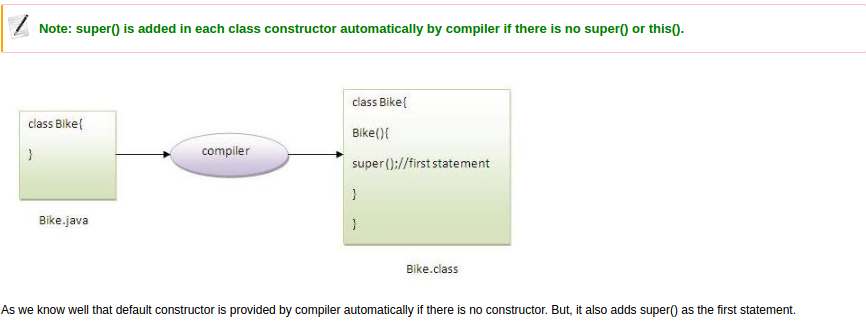 Note: super() is added in each class constructor automatically by compiler if there is no super() or this().
class Bike{
}
Bike.java
compiler
class Bike{
Bike(){
super();//first statement
}
}
Bike.class
As we know well that default constructor is provided by compiler automatically if there is no constructor. But, it also adds super() as the first statement.